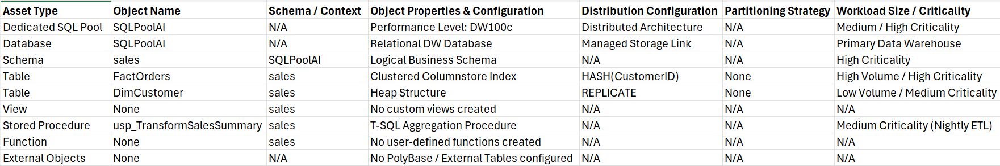 Asset Type Object Name Schema / Context Object Properties & Configuration Distribution Configuration Partitioning Strategy Workload Size / Criticality
Dedicated SQL Pool SQLPoolAI N/A Performance Level: DW100c Distributed Architecture N/A Medium / High Criticality
Database SQLPoolAI N/A Relational DW Database Managed Storage Link N/A Primary Data Warehouse
Schema sales SQLPoolAI Logical Business Schema N/A N/A High Criticality
Table FactOrders sales Clustered Columnstore Index HASH(CustomerID) None High Volume / High Criticality
Table DimCustomer sales Heap Structure REPLICATE None Low Volume / Medium Criticality
View None sales No custom views created N/A N/A N/A
Stored Procedure usp_TransformSalesSummary sales T-SQL Aggregation Procedure N/A N/A Medium Criticality (Nightly ETL)
Function None sales No user-defined functions created N/A N/A N/A
External Objects None N/A No PolyBase / External Tables configured N/A N/A N/A